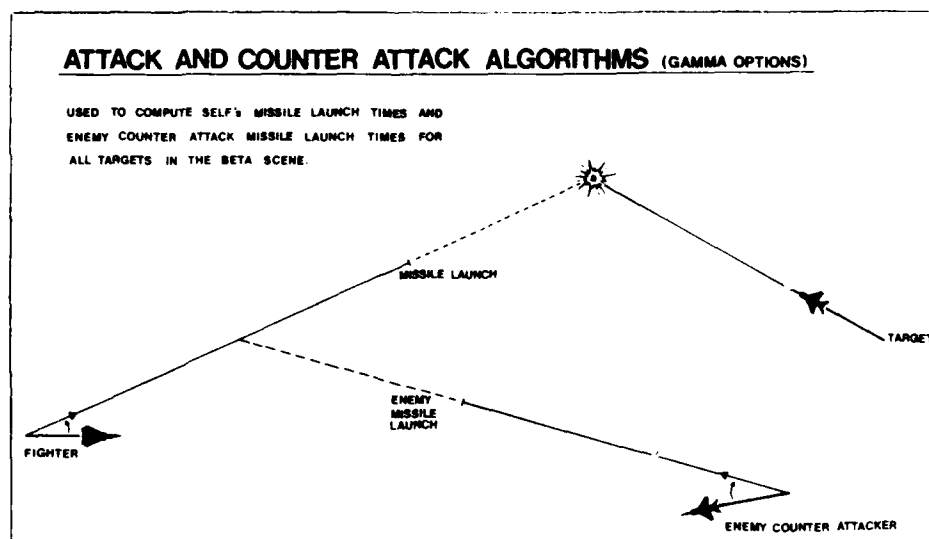 ATTACK AND COUNTER ATTACK ALGORITHMS (GAMMA OPTIONS)
USED TO COMPUTE SELF's MISSILE LAUNCH TIMES AND
ENEMY COUNTER ATTACK MISSILE LAUNCH TIMES FOR
ALL TARGETS IN THE BETA SCENE.
MISSILE LAUNCH
TARGET
ENEMY
MISSILE
LAUNCH
FIGHTER
ENEMY COUNTER ATTACKER